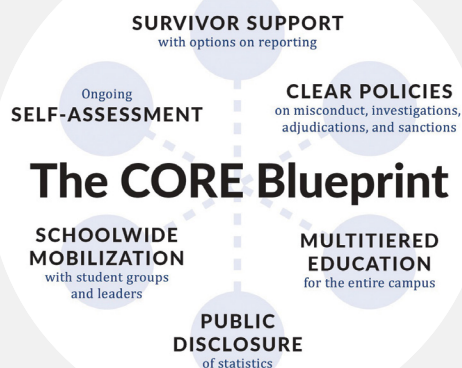 SURVIVOR SUPPORT
with options on reporting
Ongoing
SELF-ASSESSMENT
CLEAR POLICIES
on misconduct, investigations,
adjudications, and sanctions
The CORE Blueprint
SCHOOLWIDE
MOBILIZATION
with student groups
and leaders
MULTITIERED
EDUCATION
for the entire campus
PUBLIC
DISCLOSURE
of statistics